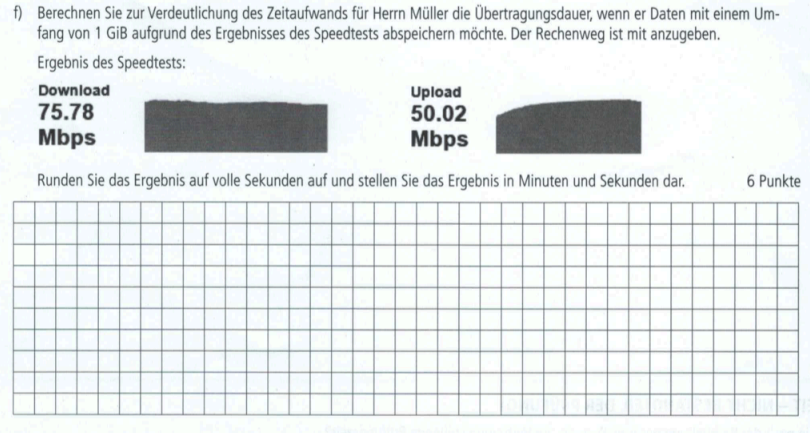 f) Berechnen Sie zur Verdeutlichung des Zeitaufwands für Herrn Müller die Übertragungsdauer, wenn er Daten mit einem Um-
fang von 1 GiB aufgrund des Ergebnisses des Speedtests abspeichern möchte. Der Rechenweg ist mit anzugeben.
Ergebnis des Speedtests:
Download
75.78
Mbps
Upload
50.02
Mbps
Runden Sie das Ergebnis auf volle Sekunden auf und stellen Sie das Ergebnis in Minuten und Sekunden dar. 6 Punkte